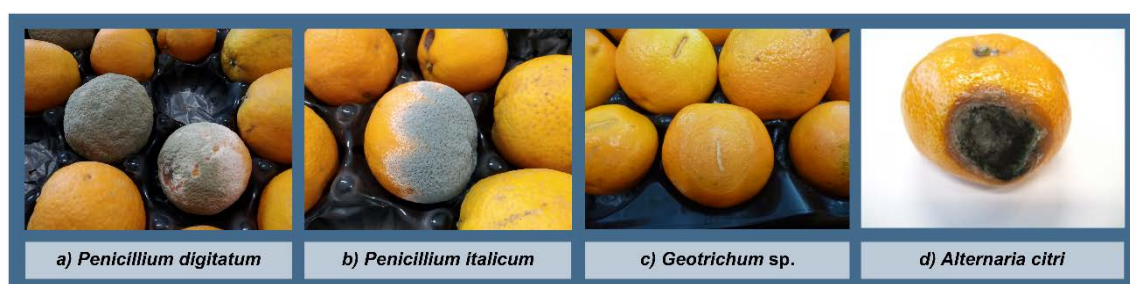 a) Penicillium digitatum
b) Penicillium italicum
c) Geotrichum sp.
d) Alternaria citri